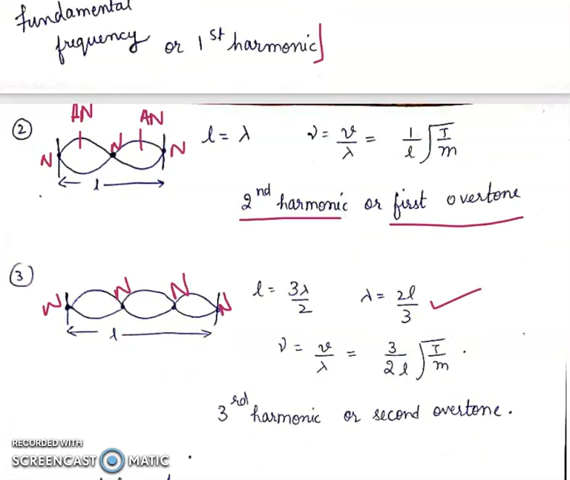 fundamental
frequency or 1st harmonic]
② AN AN
N N N l = λ ν = v/λ = 1/l √T/m
l
2nd harmonic or first overtone
③ N N N N l = 3λ/2 λ = 2l/3 ✓
l
ν = v/λ = 3/2l √T/m .
3rd harmonic or second overtone.
RECORDED WITH
SCREENCAST MATIC